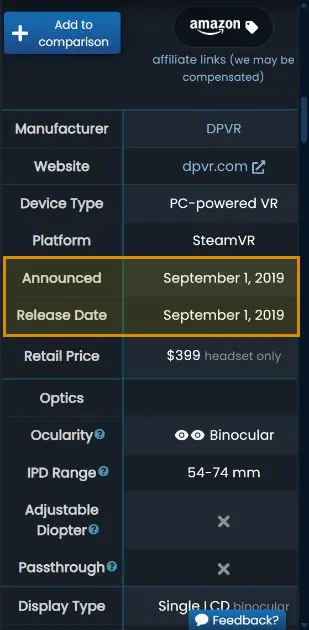 Add to
comparison
amazon
affiliate links (we may be
compensated)
Manufacturer DPVR
Website dpvr.com
Device Type PC-powered VR
Platform SteamVR
Announced September 1, 2019
Release Date September 1, 2019
Retail Price $399 headset only
Optics
Ocularity ? Binocular
IPD Range ? 54-74 mm
Adjustable
Diopter ?
Passthrough ?
Display Type Single LCD binocular
Feedback?